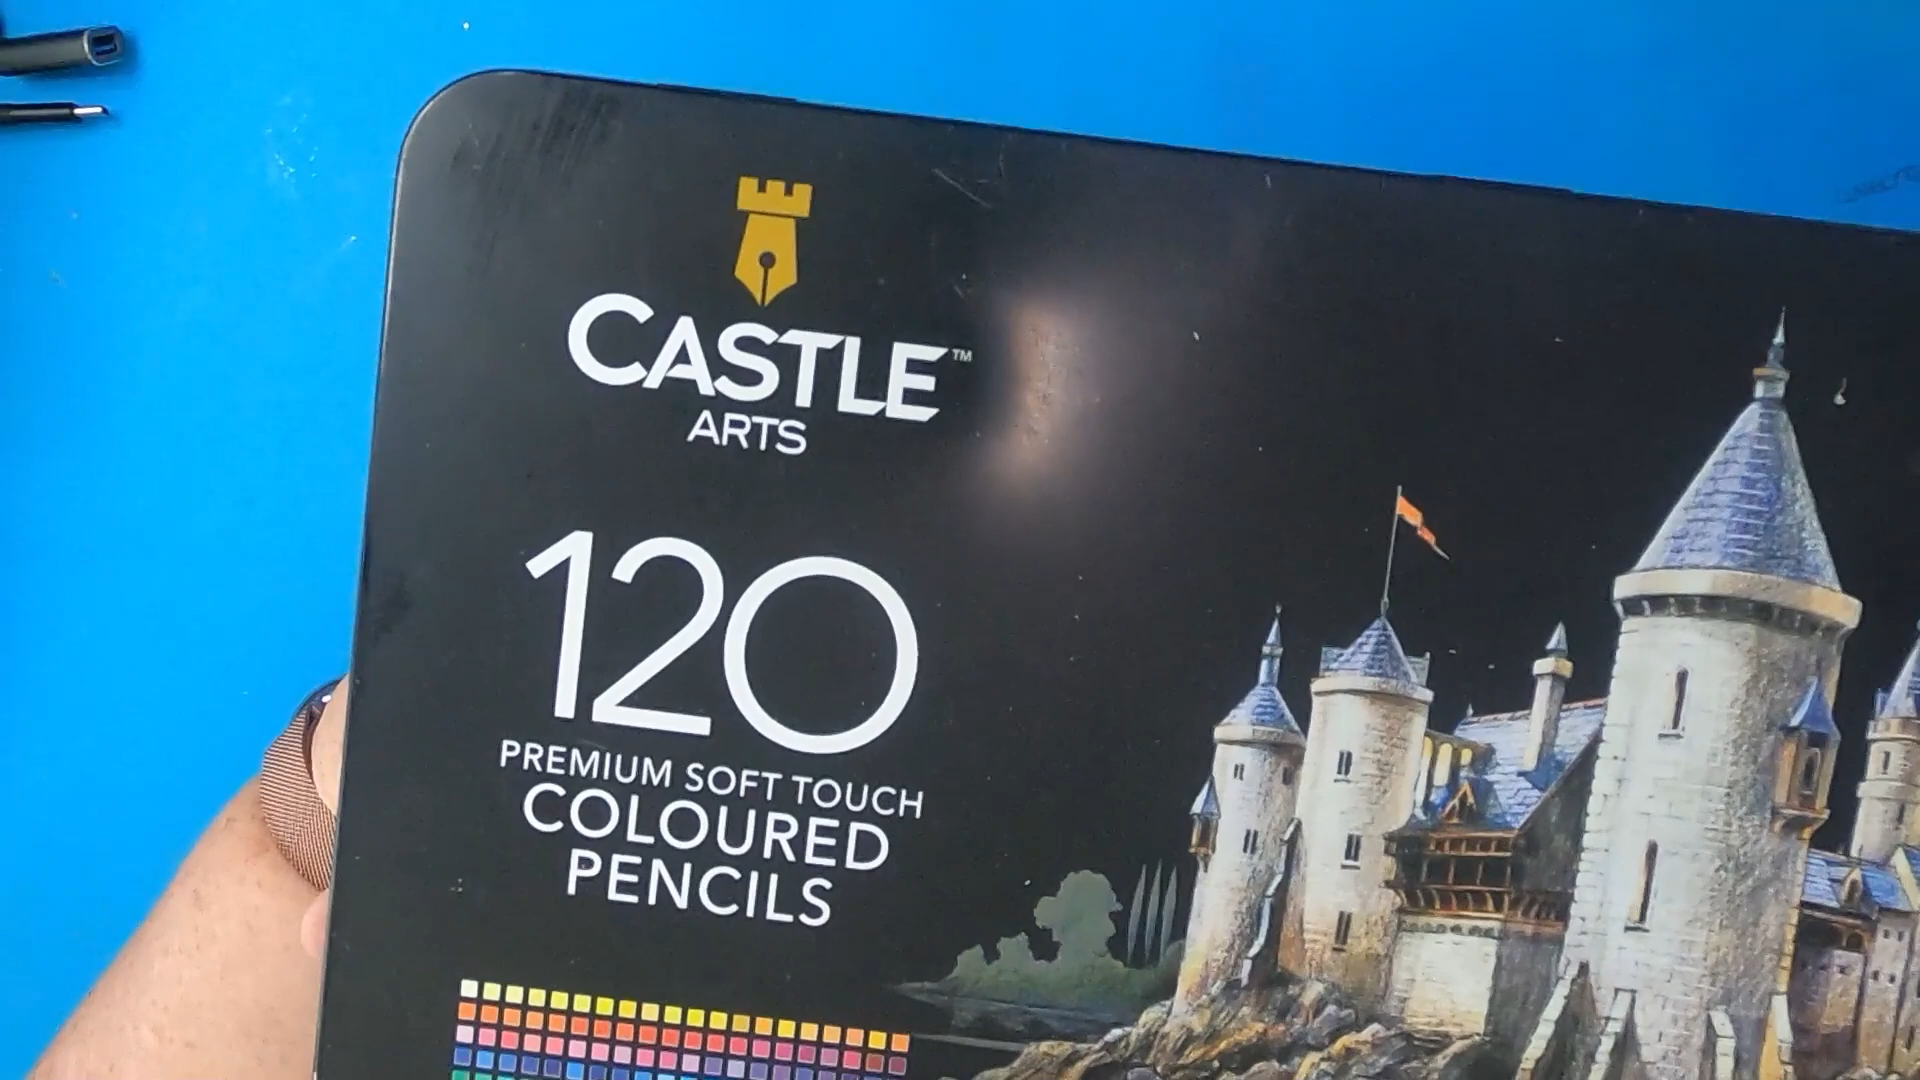 CASTLE™
ARTS
120
PREMIUM SOFT TOUCH
COLOURED
PENCILS